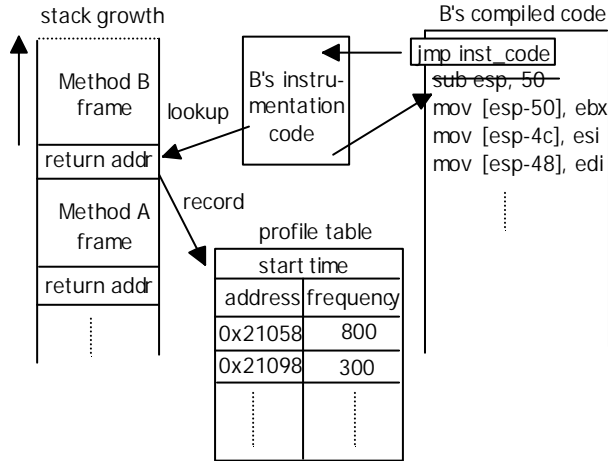 stack growth
Method B
frame
return addr
Method A
frame
return addr
lookup
record
B's instru-
mentation
code
B's compiled code
jmp inst_code
sub esp, 50
mov [esp-50], ebx
mov [esp-4c], esi
mov [esp-48], edi
profile table
start time
address frequency
0x21058 800
0x21098 300